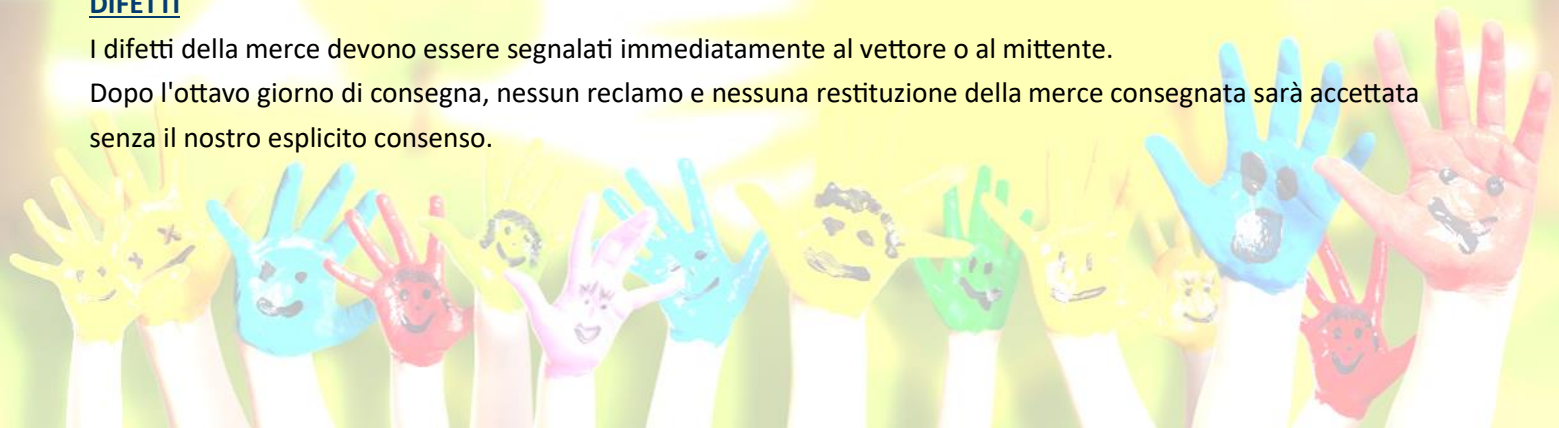 DIFETTI
I difetti della merce devono essere segnalati immediatamente al vettore o al mittente.
Dopo l'ottavo giorno di consegna, nessun reclamo e nessuna restituzione della merce consegnata sarà accettata
senza il nostro esplicito consenso.